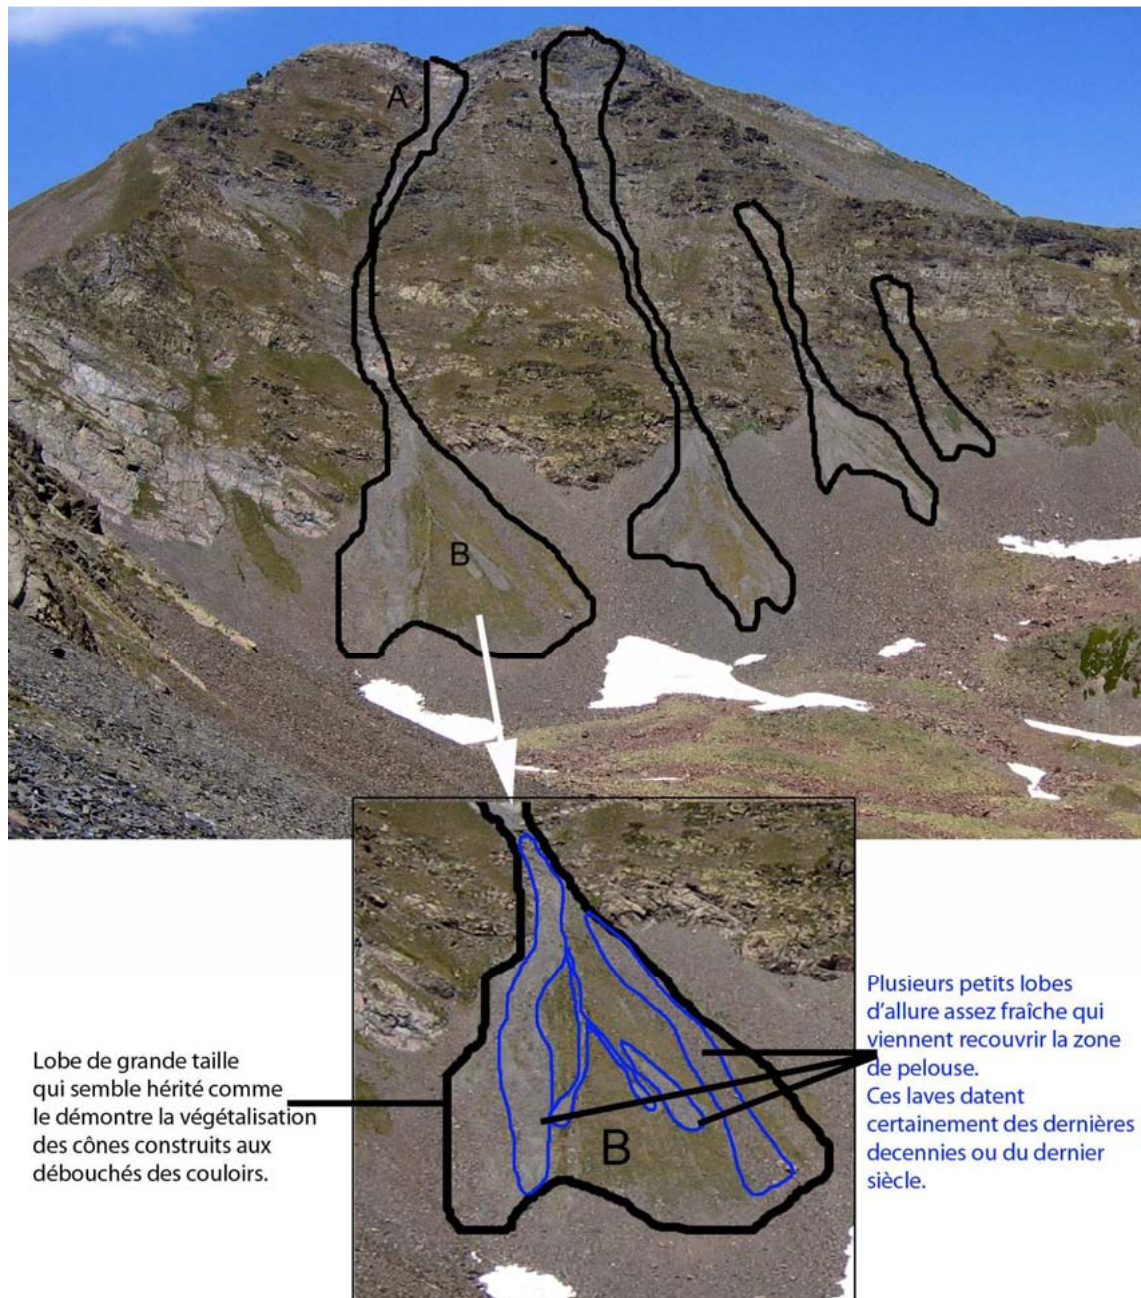 A
B
B
Lobe de grande taille
qui semble hérité comme
le démontre la végétalisation
des cônes construits aux
débouchés des couloirs.
Plusieurs petits lobes
d'allure assez fraîche qui
viennent recouvrir la zone
de pelouse.
Ces laves datent
certainement des dernières
decennies ou du dernier
siècle.